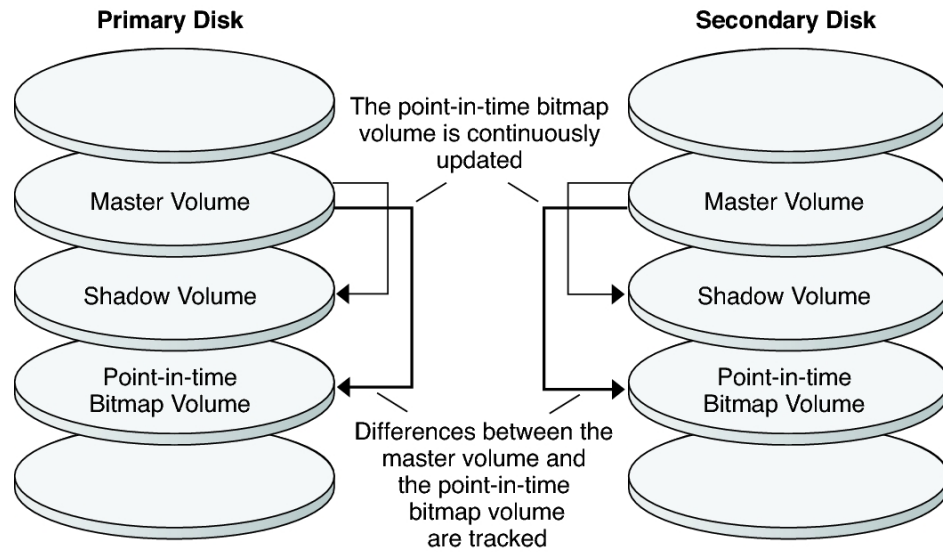 Primary Disk
Secondary Disk
The point-in-time bitmap
volume is continuously
updated
Master Volume
Master Volume
Shadow Volume
Shadow Volume
Point-in-time
Bitmap Volume
Point-in-time
Bitmap Volume
Differences between the
master volume and
the point-in-time
bitmap volume
are tracked